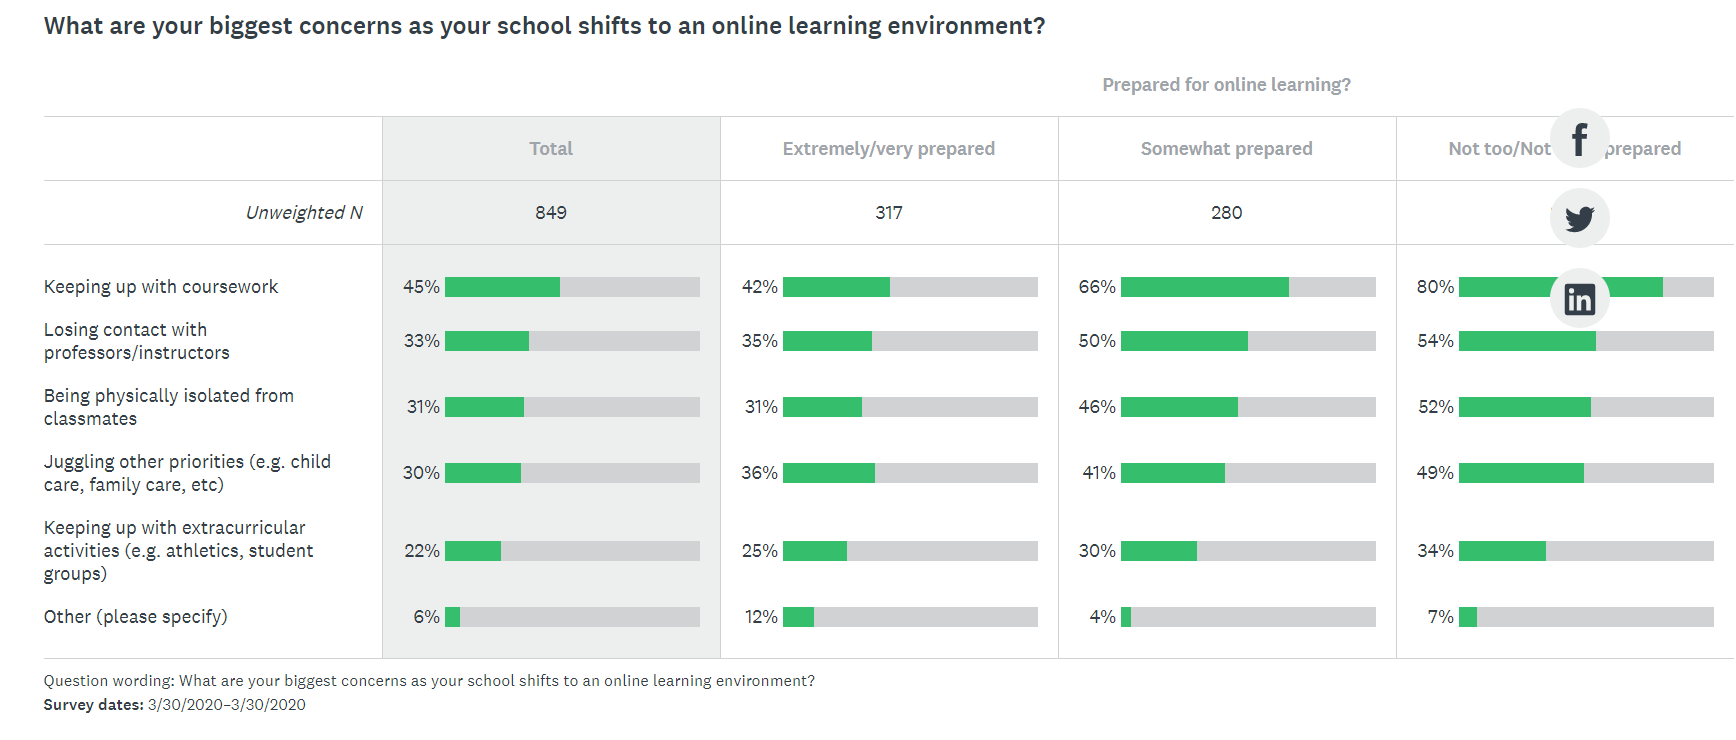 What are your biggest concerns as your school shifts to an online learning environment?
Prepared for online learning?
Total Extremely/very prepared Somewhat prepared Not too/Not prepared
Unweighted N 849 317 280
Keeping up with coursework 45% 42% 66% 80%
Losing contact with
professors/instructors 33% 35% 50% 54%
Being physically isolated from
classmates 31% 31% 46% 52%
Juggling other priorities (e.g. child
care, family care, etc) 30% 36% 41% 49%
Keeping up with extracurricular
activities (e.g. athletics, student
groups) 22% 25% 30% 34%
Other (please specify) 6% 12% 4% 7%
Question wording: What are your biggest concerns as your school shifts to an online learning environment?
Survey dates: 3/30/2020–3/30/2020
f
in